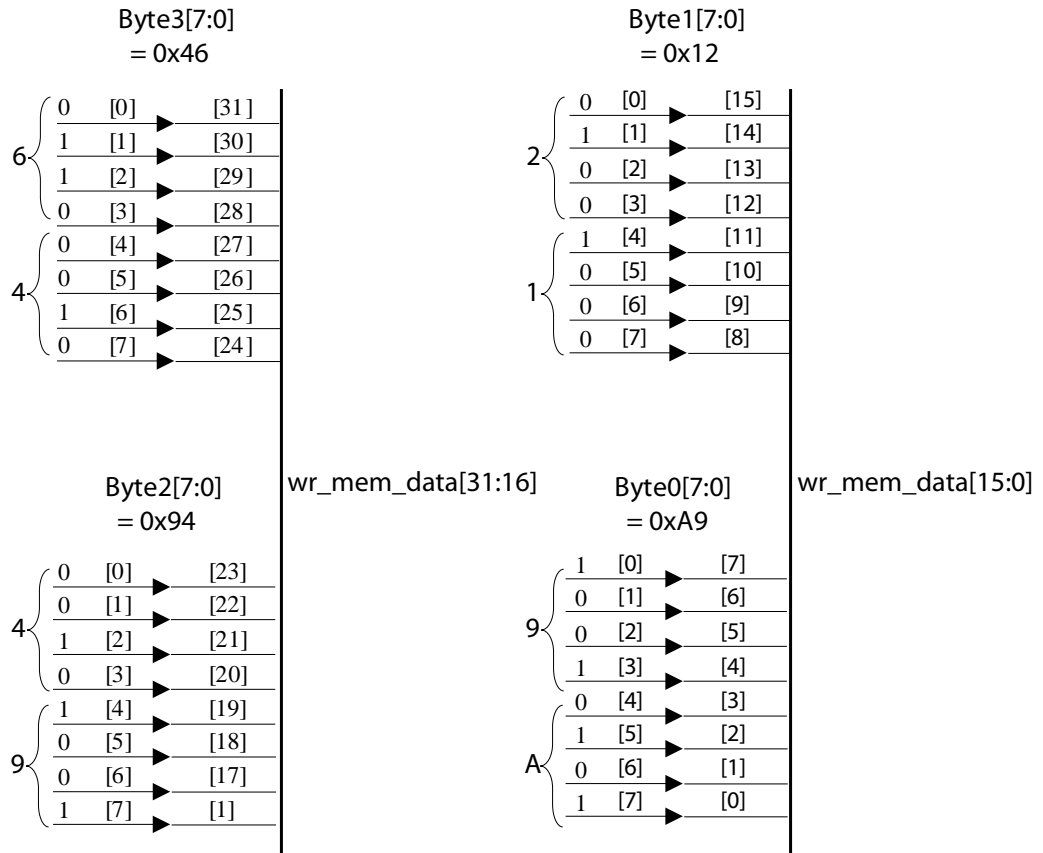 Byte3[7:0]
= 0x46
0 [0] [31]
1 [1] [30]
1 [2] [29]
0 [3] [28]
6
0 [4] [27]
0 [5] [26]
1 [6] [25]
0 [7] [24]
4
Byte2[7:0]
= 0x94
0 [0] [23]
0 [1] [22]
1 [2] [21]
0 [3] [20]
4
1 [4] [19]
0 [5] [18]
0 [6] [17]
1 [7] [1]
9
wr_mem_data[31:16]
Byte1[7:0]
= 0x12
0 [0] [15]
1 [1] [14]
0 [2] [13]
0 [3] [12]
2
1 [4] [11]
0 [5] [10]
0 [6] [9]
0 [7] [8]
1
Byte0[7:0]
= 0xA9
1 [0] [7]
0 [1] [6]
0 [2] [5]
1 [3] [4]
9
0 [4] [3]
1 [5] [2]
0 [6] [1]
1 [7] [0]
A
wr_mem_data[15:0]